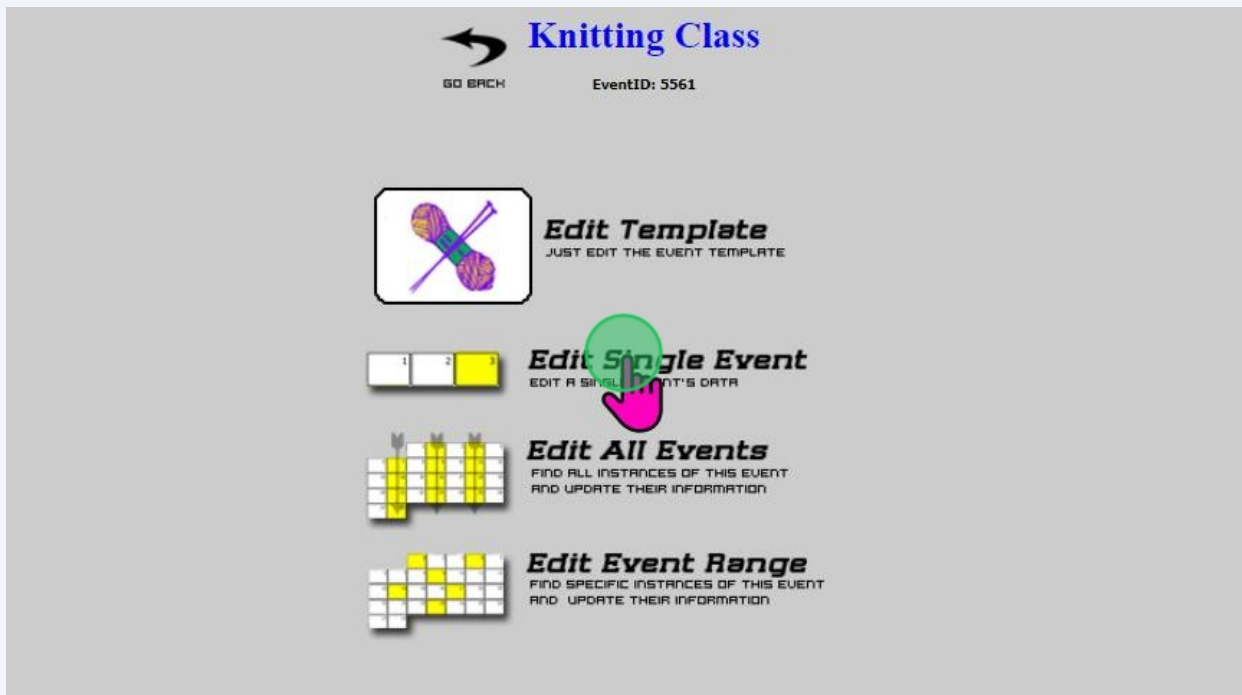 Knitting Class
GO BACK
EventID: 5561
Edit Template
JUST EDIT THE EVENT TEMPLATE
1 2 3
Edit Single Event
EDIT A SINGLE EVENT'S DATA
Edit All Events
FIND ALL INSTANCES OF THIS EVENT
AND UPDATE THEIR INFORMATION
Edit Event Range
FIND SPECIFIC INSTANCES OF THIS EVENT
AND UPDATE THEIR INFORMATION